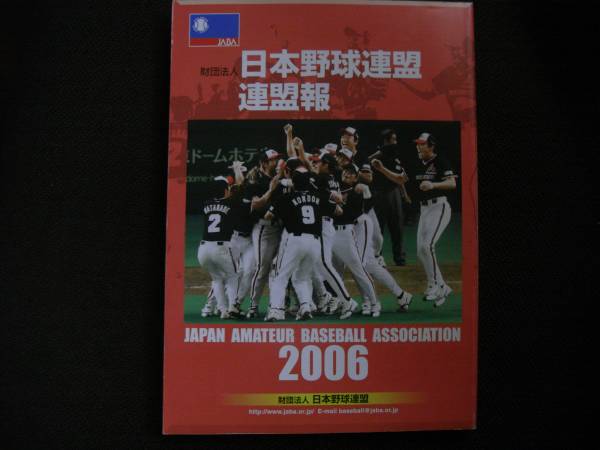 JABA
財団法人 日本野球連盟
連盟報
ドームホテ
dome
WATANABE
2
KONDOH
9
JAPAN AMATEUR BASEBALL ASSOCIATION
2006
財団法人 日本野球連盟
http://www.jaba.or.jp/ E-mail baseball@jaba.or.jp